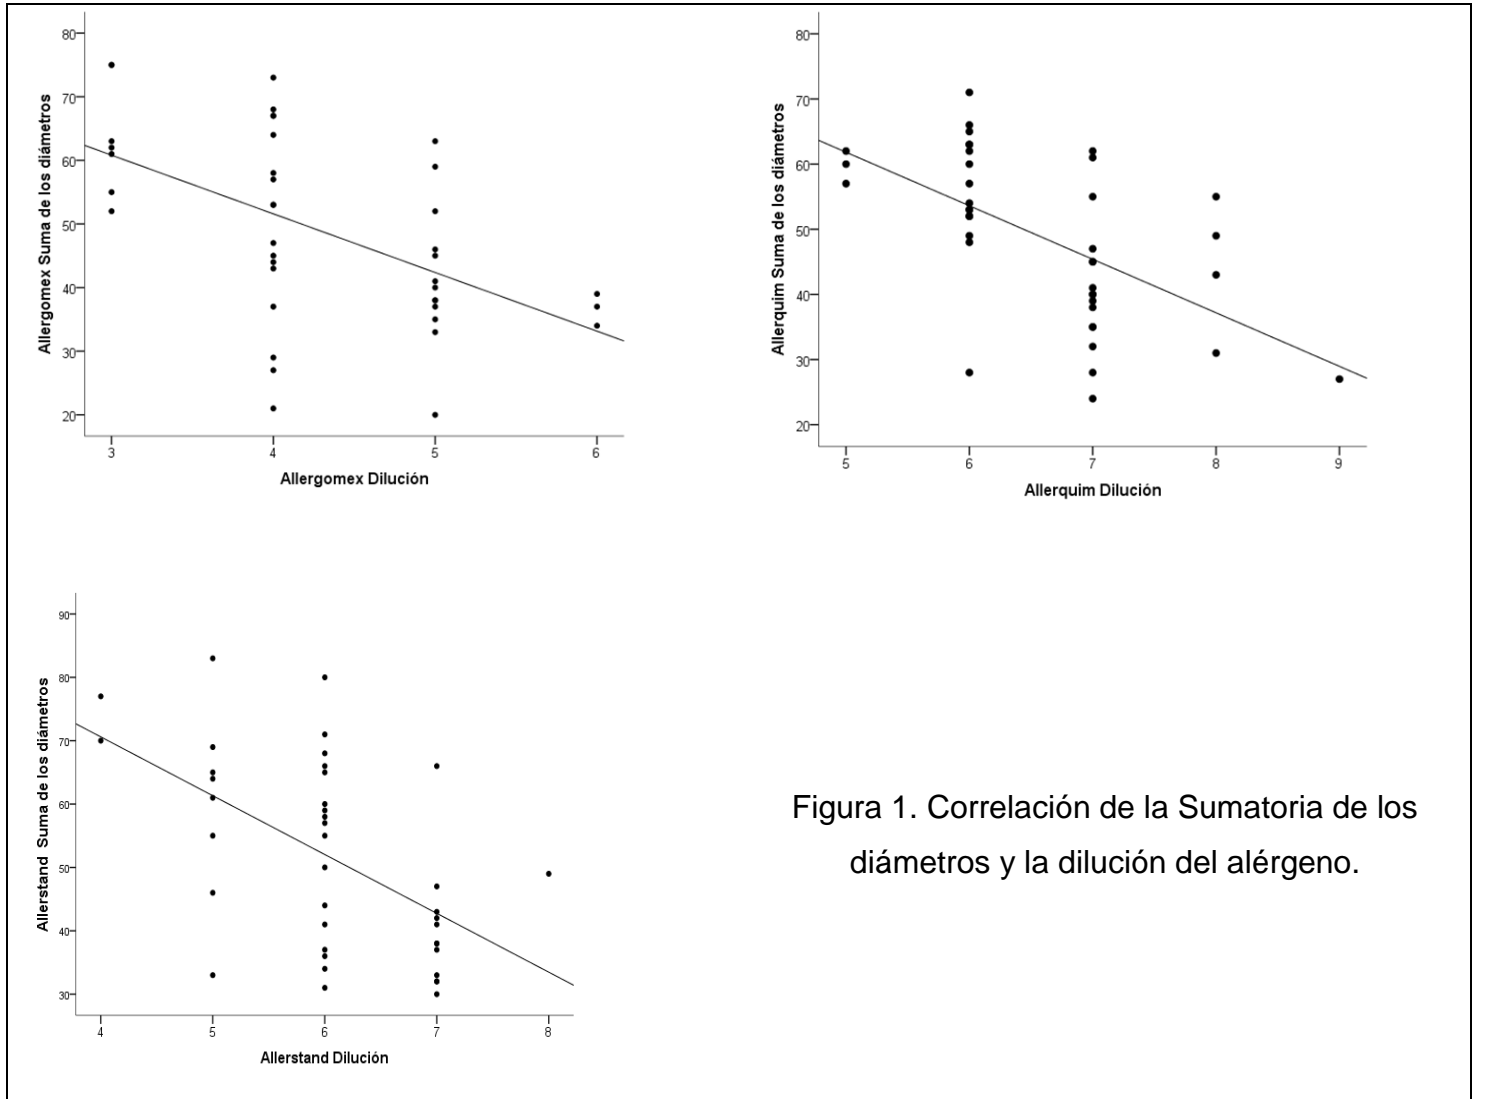 80
70
60
50
40
30
20
Allergomex Suma de los diámetros
3 4 5 6
Allergomex Dilución
80
70
60
50
40
30
20
Allerquim Suma de los diámetros
5 6 7 8 9
Allerquim Dilución
90
80
70
60
50
40
30
Allerstand Suma de los diámetros
4 5 6 7 8
Allerstand Dilución
Figura 1. Correlación de la Sumatoria de los
diámetros y la dilución del alérgeno.